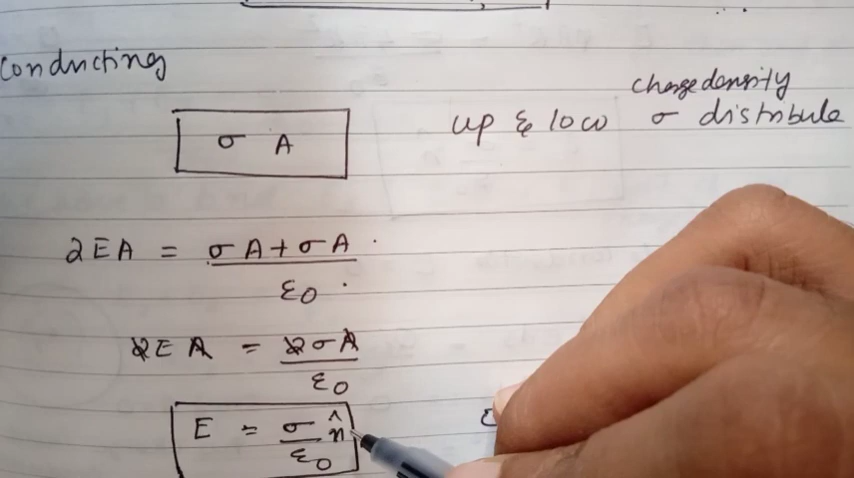 Conducting
charge density
σ A
up & low σ distribute
2EA = σA + σA
ε0
2EA = 2σA
ε0
E = σ n̂
ε0